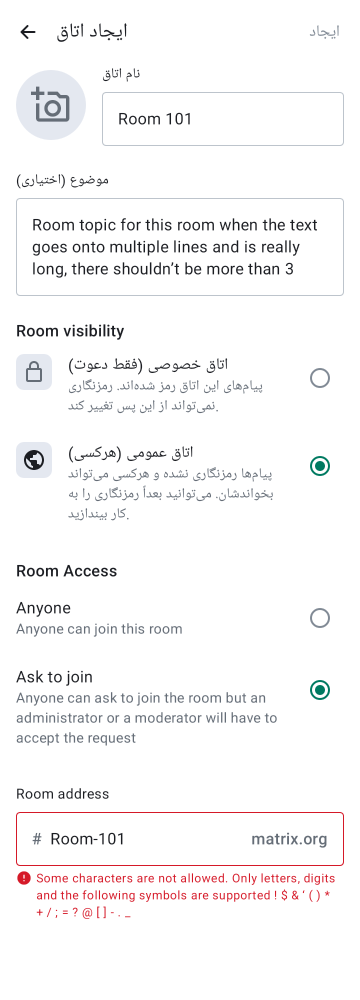 ایجاد اتاق
ایجاد
نام اتاق
Room 101
موضوع (اختیاری)
Room topic for this room when the text
goes onto multiple lines and is really
long, there shouldn’t be more than 3
Room visibility
اتاق خصوصی (فقط دعوت)
پیام‌های این اتاق رمز شده‌اند. رمزنگاری
نمی‌تواند از این پس تغییر کند.
اتاق عمومی (هرکسی)
پیام‌ها رمزنگاری نشده و هرکسی می‌تواند
بخواندشان. می‌توانید بعداً رمزنگاری را به
کار بیندازید.
Room Access
Anyone
Anyone can join this room
Ask to join
Anyone can ask to join the room but an
administrator or a moderator will have to
accept the request
Room address
# Room-101 matrix.org
Some characters are not allowed. Only letters, digits
and the following symbols are supported ! $ & ‘ ( ) *
+ / ; = ? @ [ ] - . _